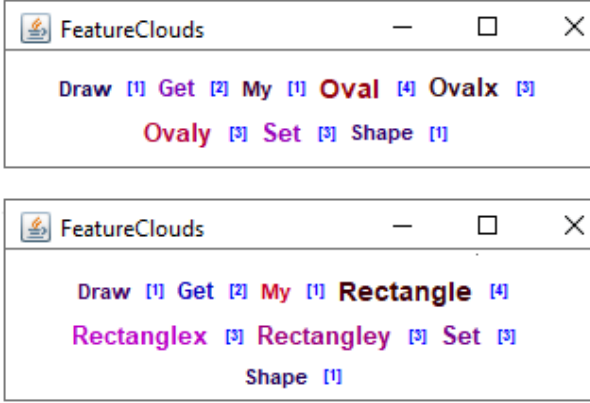 FeatureClouds
Draw [1] Get [2] My [1] Oval [4] Ovalx [3]
Ovaly [3] Set [3] Shape [1]
FeatureClouds
Draw [1] Get [2] My [1] Rectangle [4]
Rectanglex [3] Rectangley [3] Set [3]
Shape [1]